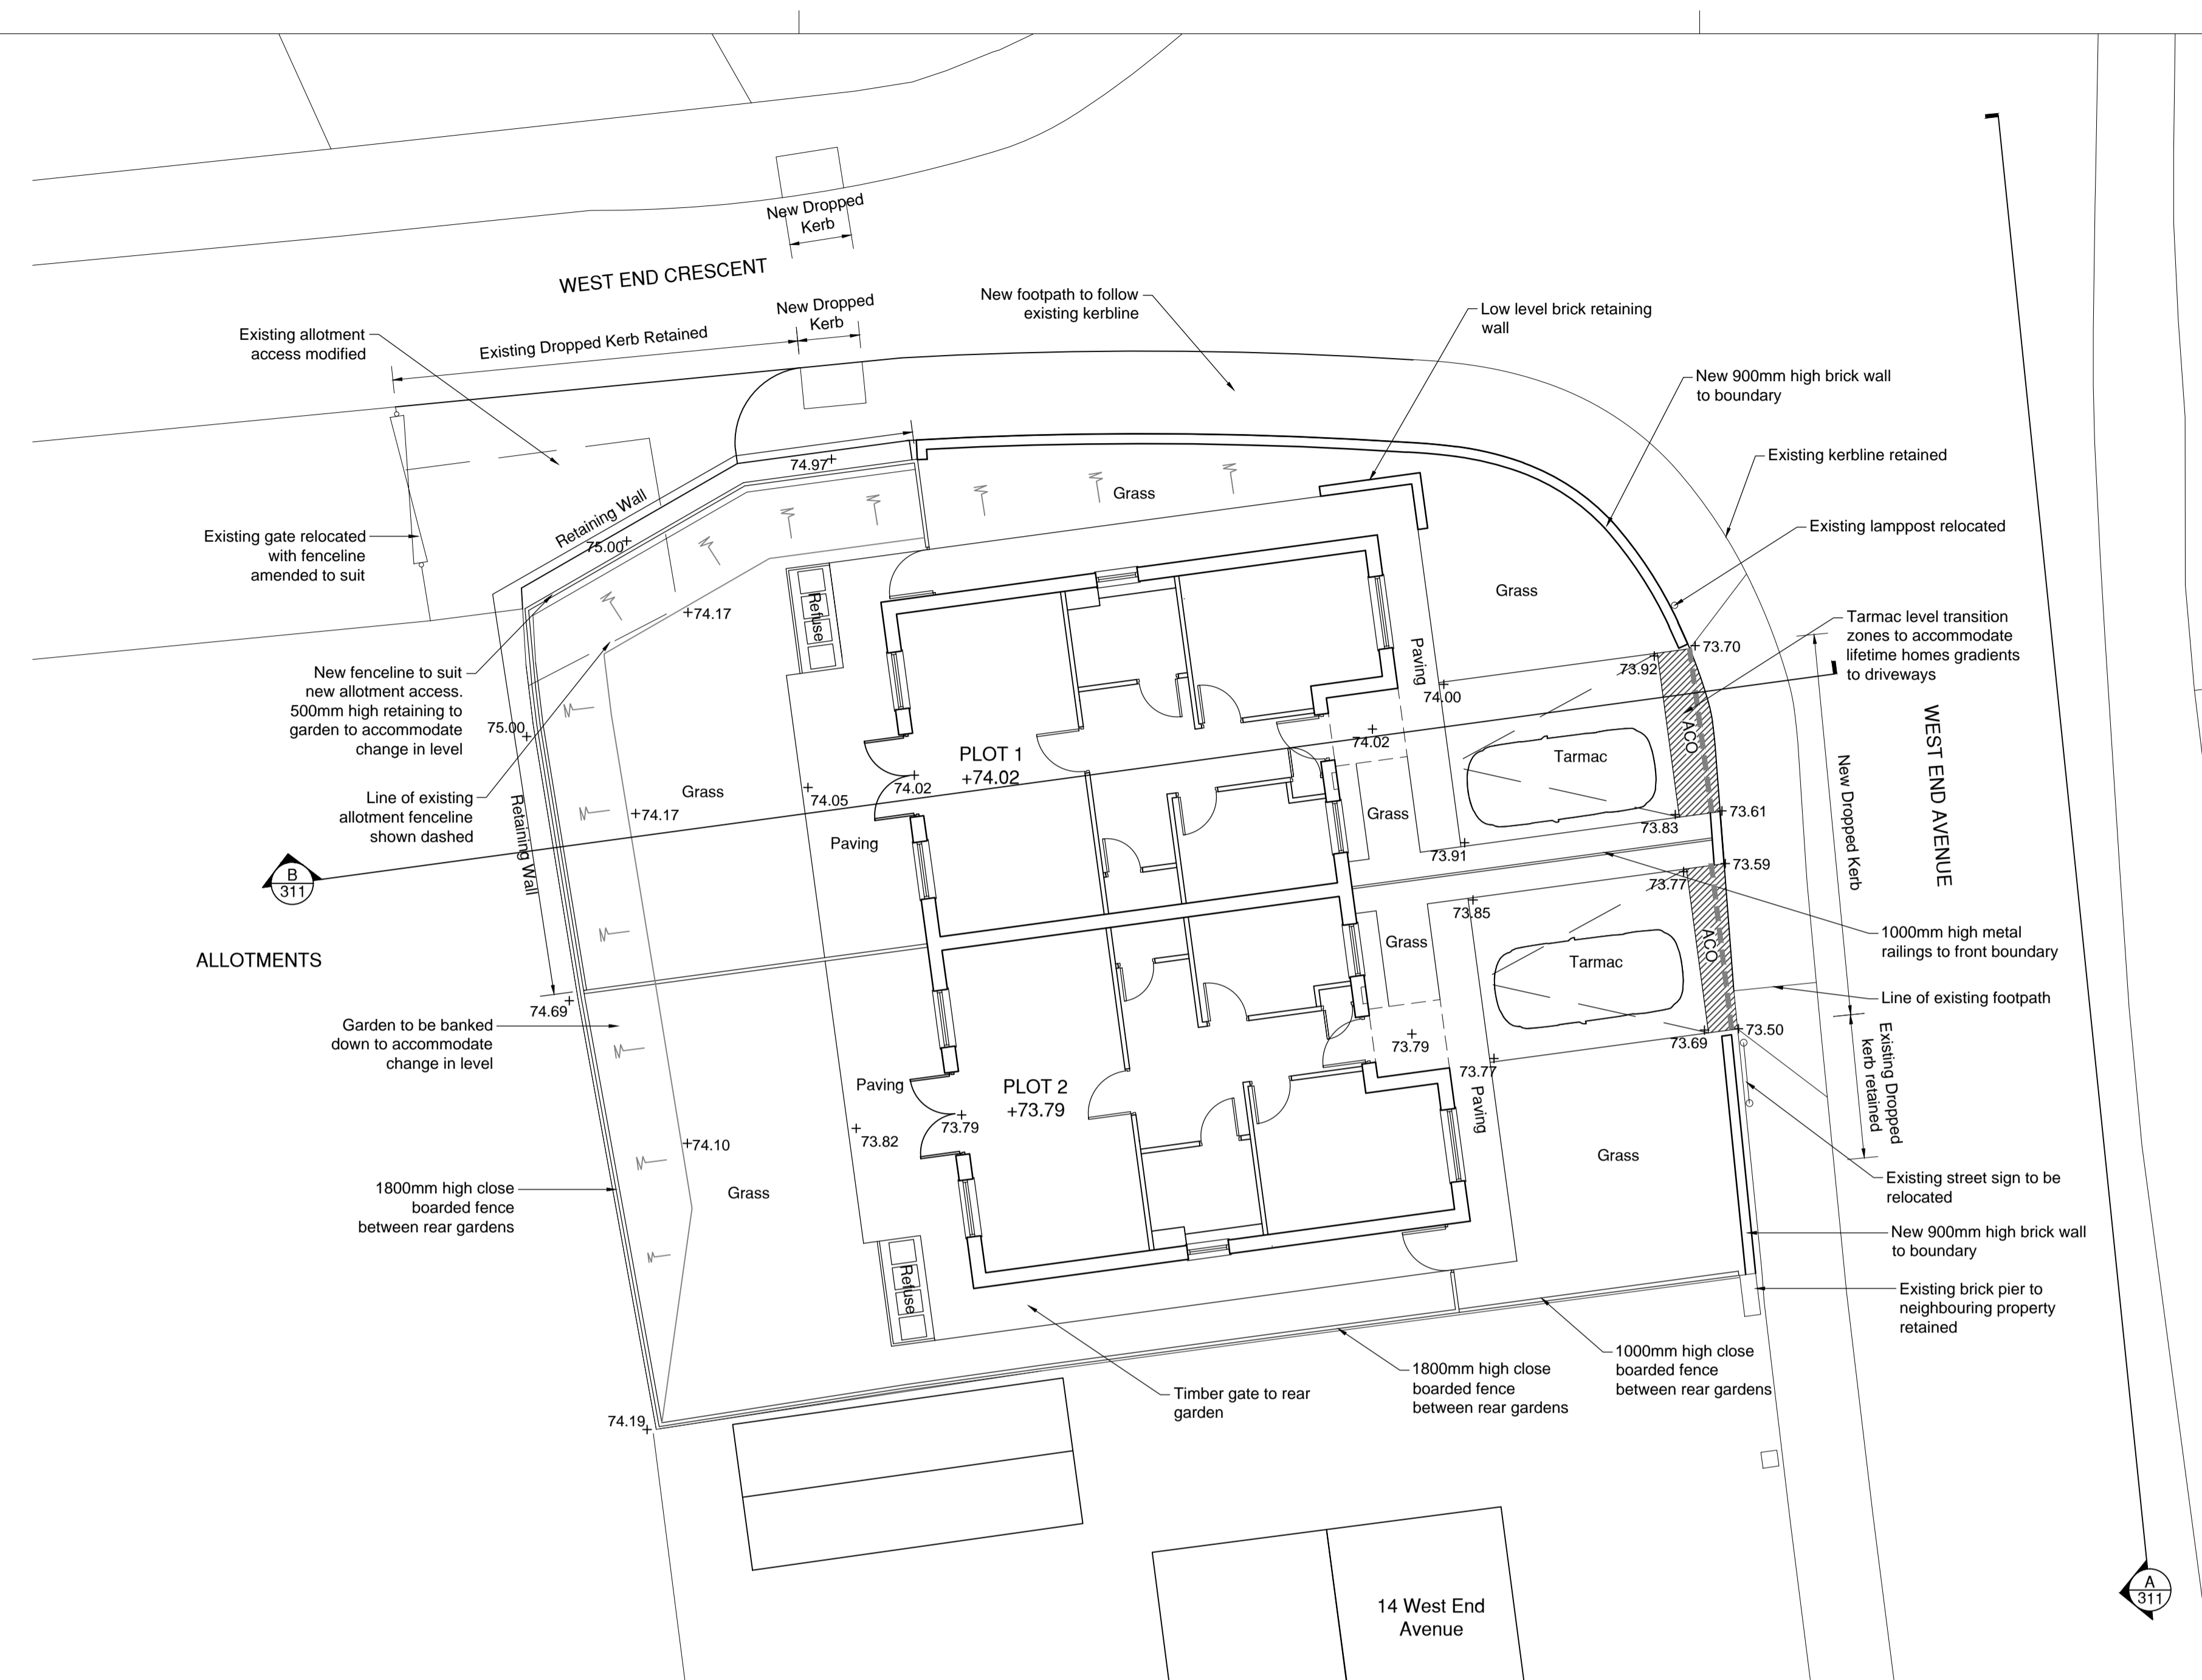 New Dropped
Kerb
WEST END CRESCENT
New Dropped
Kerb
Existing Dropped Kerb Retained
Existing allotment
access modified
New footpath to follow
existing kerbline
Low level brick retaining
wall
New 900mm high brick wall
to boundary
Existing kerbline retained
Existing lamppost relocated
Tarmac level transition
zones to accommodate
lifetime homes gradients
to driveways
Existing gate relocated
with fenceline
amended to suit
Retaining Wall
74.97
75.00
Grass
Grass
Refuse
+74.17
73.70
73.92
74.00
Paving
New fenceline to suit
new allotment access.
500mm high retaining to
garden to accommodate
change in level
75.00
Line of existing
allotment fenceline
shown dashed
Retaining Wall
Grass
+74.17
74.05
74.02
Paving
PLOT 1
+74.02
74.02
Grass
Tarmac
ACO
73.61
73.83
73.91
73.59
73.77
WEST END AVENUE
New Dropped Kerb
B
311
ALLOTMENTS
73.85
Grass
Tarmac
ACO
1000mm high metal
railings to front boundary
Line of existing footpath
73.50
73.69
74.69
Garden to be banked
down to accommodate
change in level
Paving
PLOT 2
+73.79
73.79
73.82
73.79
73.77
Paving
Existing Dropped
kerb retained
+74.10
Grass
Grass
1800mm high close
boarded fence
between rear gardens
Existing street sign to be
relocated
New 900mm high brick wall
to boundary
Existing brick pier to
neighbouring property
retained
Refuse
1000mm high close
boarded fence
between rear gardens
1800mm high close
boarded fence
between rear gardens
Timber gate to rear
garden
74.19
14 West End
Avenue
A
311